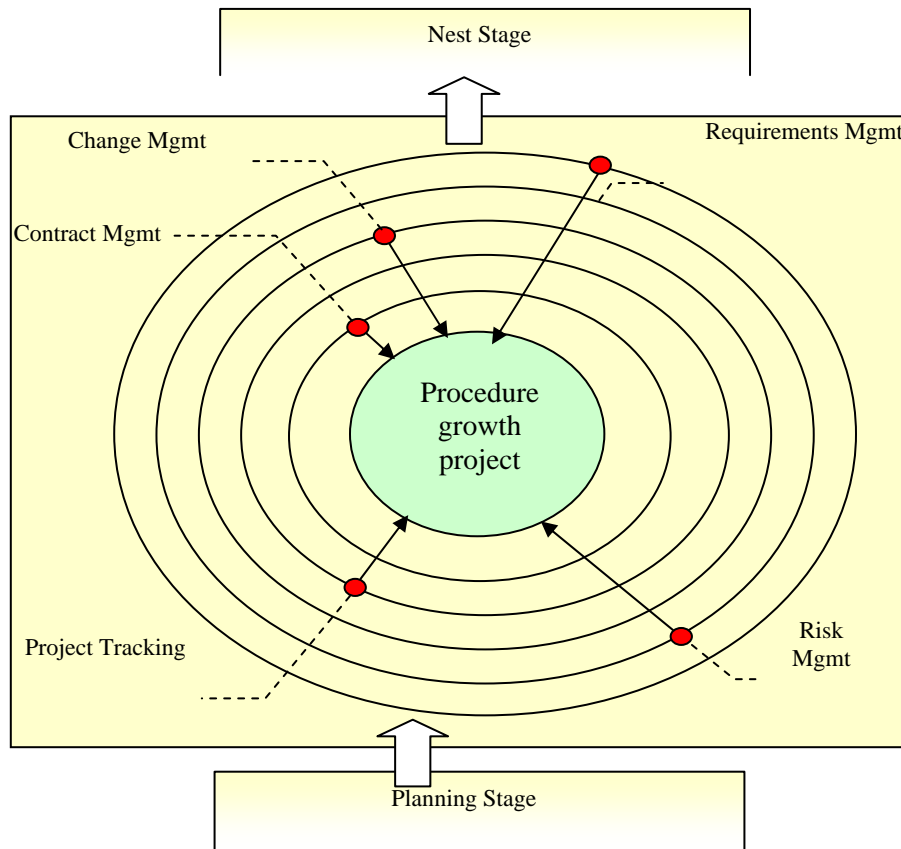 Nest Stage
Change Mgmt
Requirements Mgmt
Contract Mgmt
Procedure
growth
project
Project Tracking
Risk
Mgmt
Planning Stage